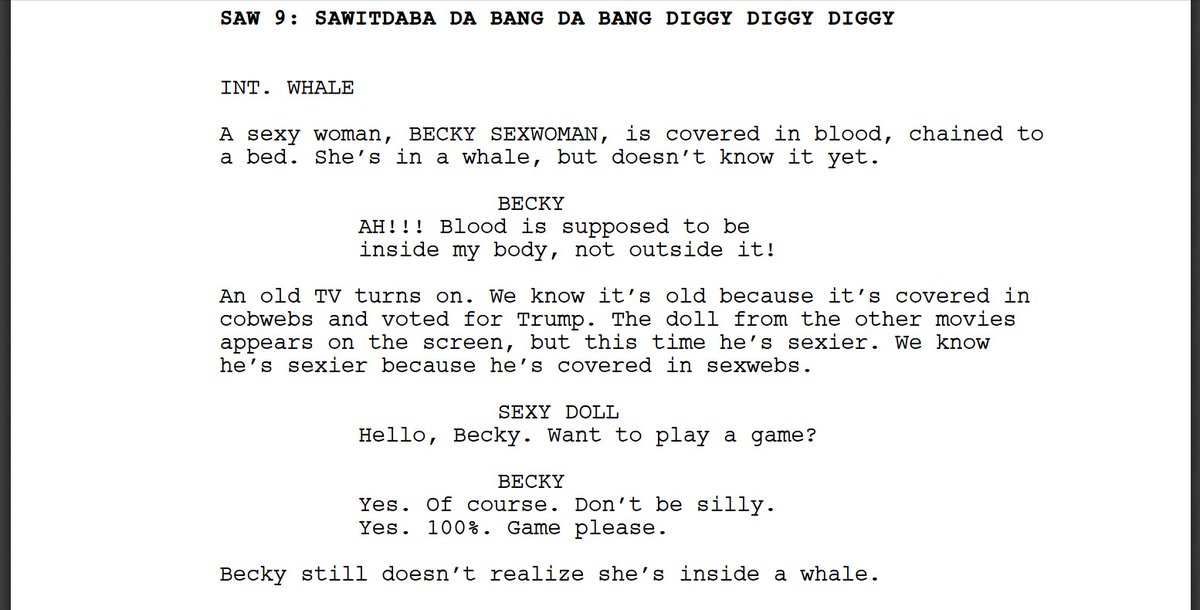 SAW 9: SAWITDABA DA BANG DA BANG DIGGY DIGGY DIGGY
INT. WHALE
A sexy woman, BECKY SEXWOMAN, is covered in blood, chained to
a bed. She's in a whale, but doesn't know it yet.
BECKY
AH!!! Blood is supposed to be
inside my body, not outside it!
An old TV turns on. We know it's old because it's covered in
cobwebs and voted for Trump. The doll from the other movies
appears on the screen, but this time he's sexier. We know
he's sexier because he's covered in sexwebs.
SEXY DOLL
Hello, Becky. Want to play a game?
BECKY
Yes. Of course. Don't be silly.
Yes. 100%. Game please.
Becky still doesn't realize she's inside a whale.